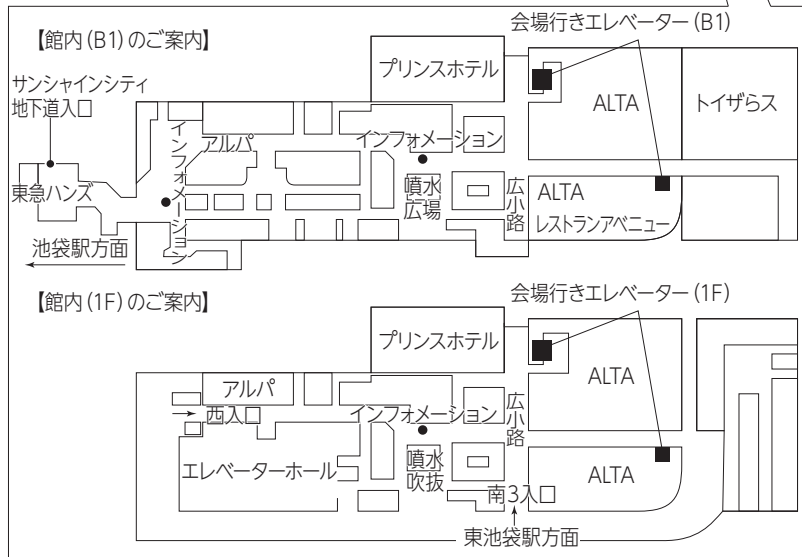 会場行きエレベーター(B1)
【館内(B1)のご案内】
プリンスホテル
サンシャインシティ
地下道入口
ALTA
トイザらス
インフォメーション
アルパ
インフォメーション
東急ハンズ
噴水
広場
広小路
ALTA
レストランアベニュー
池袋駅方面
会場行きエレベーター(1F)
【館内(1F)のご案内】
プリンスホテル
アルパ
ALTA
西入口
インフォメーション
広小路
エレベーターホール
噴水
吹抜
ALTA
南3入口
東池袋駅方面